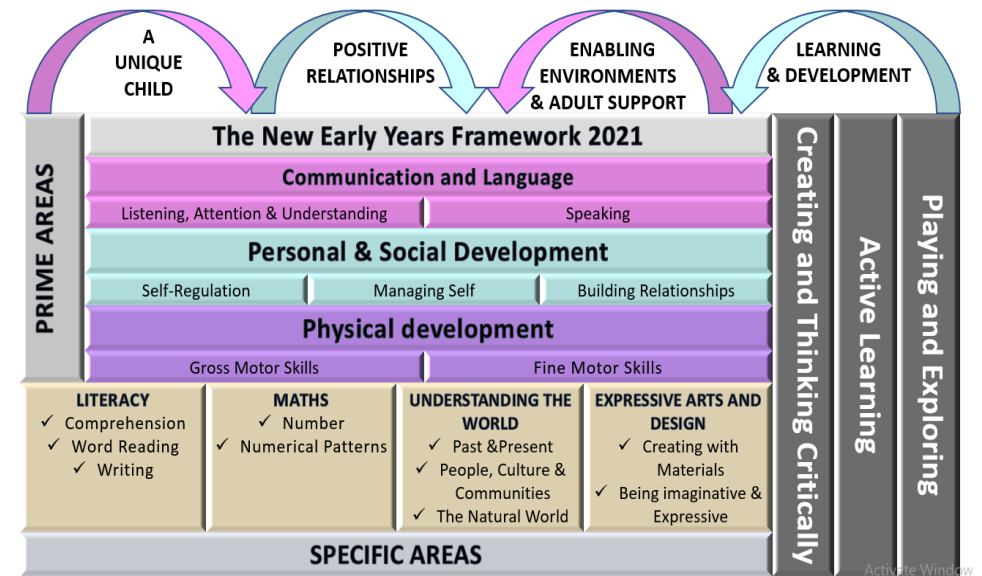 A
UNIQUE
CHILD
POSITIVE
RELATIONSHIPS
ENABLING
ENVIRONMENTS
& ADULT SUPPORT
LEARNING
& DEVELOPMENT
PRIME AREAS
The New Early Years Framework 2021
Communication and Language
Listening, Attention & Understanding
Speaking
Personal & Social Development
Self-Regulation
Managing Self
Building Relationships
Physical development
Gross Motor Skills
Fine Motor Skills
LITERACY
✓ Comprehension
✓ Word Reading
✓ Writing
MATHS
✓ Number
✓ Numerical Patterns
UNDERSTANDING THE
WORLD
✓ Past &Present
✓ People, Culture &
Communities
✓ The Natural World
EXPRESSIVE ARTS AND
DESIGN
✓ Creating with
Materials
✓ Being imaginative &
Expressive
SPECIFIC AREAS
Creating and Thinking Critically
Active Learning
Playing and Exploring
Activate Window